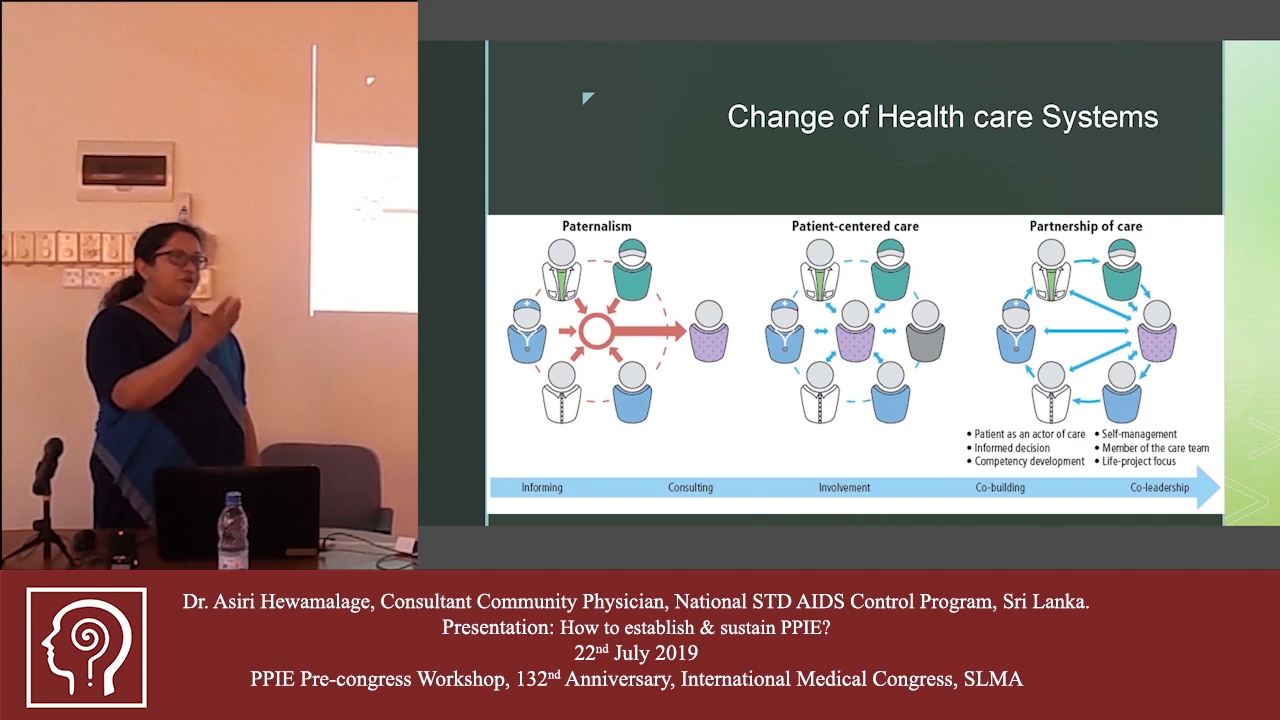 Change of Health care Systems
Paternalism
Patient-centered care
Partnership of care
• Patient as an actor of care
• Informed decision
• Competency development
• Self-management
• Member of the care team
• Life-project focus
Informing
Consulting
Involvement
Co-building
Co-leadership
Dr. Asiri Hewamalage, Consultant Community Physician, National STD AIDS Control Program, Sri Lanka.
Presentation: How to establish & sustain PPIE?
22nd July 2019
PPIE Pre-congress Workshop, 132nd Anniversary, International Medical Congress, SLMA